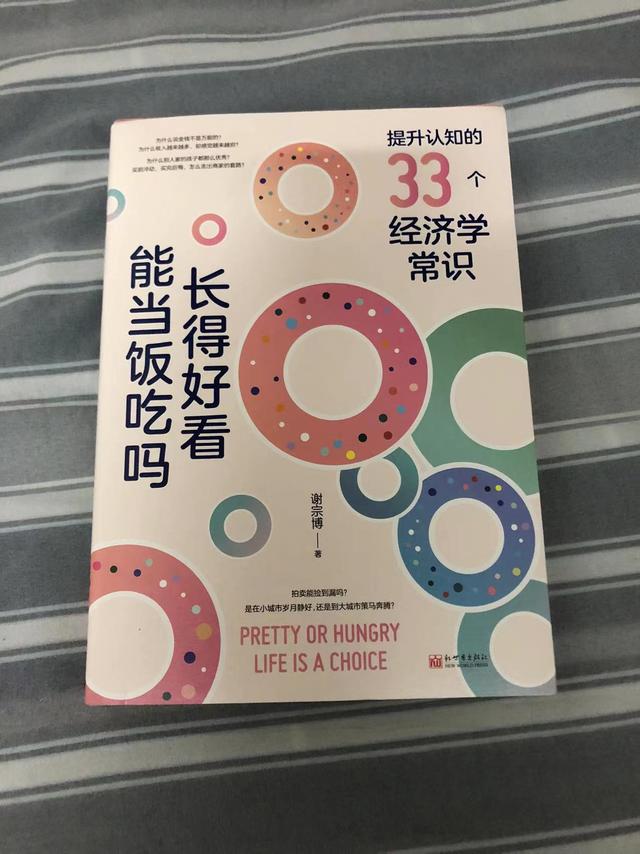 为什么说金钱不是万能的？
为什么收入越来越多，却感觉越来越穷？
为什么别人家的孩子都那么优秀？
买前冲动、买完后悔，怎么走出商家的套路？
提升认知的
33个
经济学
常识
长得好看
能当饭吃吗
谢宗博——著
拍卖能捡到漏吗？
是在小城市岁月静好，还是到大城市策马奔腾？
PRETTY OR HUNGRY
LIFE IS A CHOICE
新世界出版社
NEW WORLD PRESS